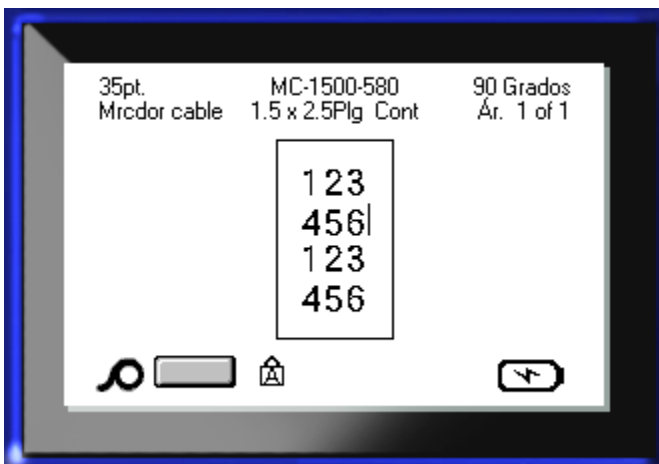 35pt. MC-1500-580 90 Grados
Mrcdor cable 1.5 x 2.5Plg Cont Ár. 1 of 1
123
456
123
456
A